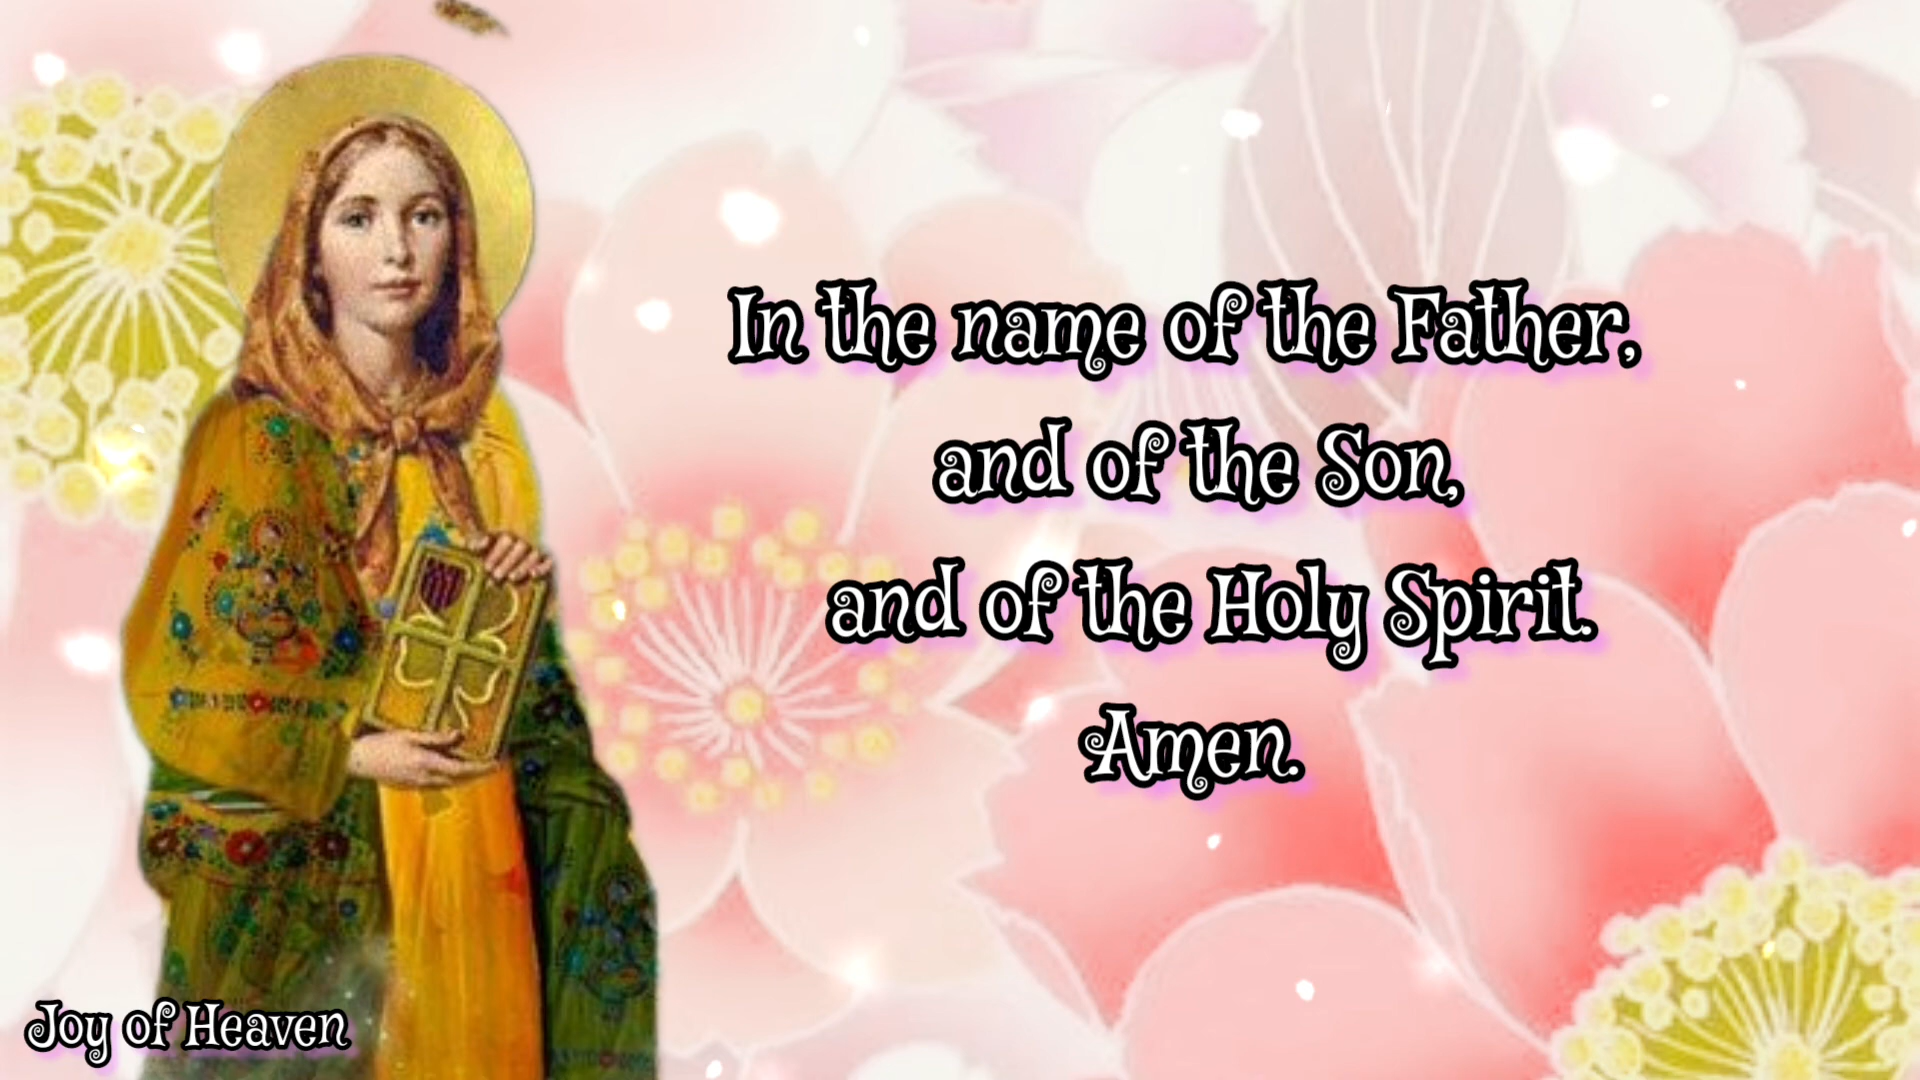 In the name of the Father,
and of the Son,
and of the Holy Spirit.
Amen.
Joy of Heaven